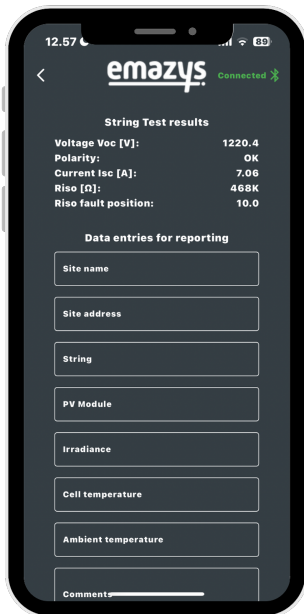 12.57
89
emazys
Connected
String Test results
Voltage Voc [V]: 1220.4
Polarity: OK
Current Isc [A]: 7.06
Riso [Ω]: 468K
Riso fault position: 10.0
Data entries for reporting
Site name
Site address
String
PV Module
Irradiance
Cell temperature
Ambient temperature
Comments